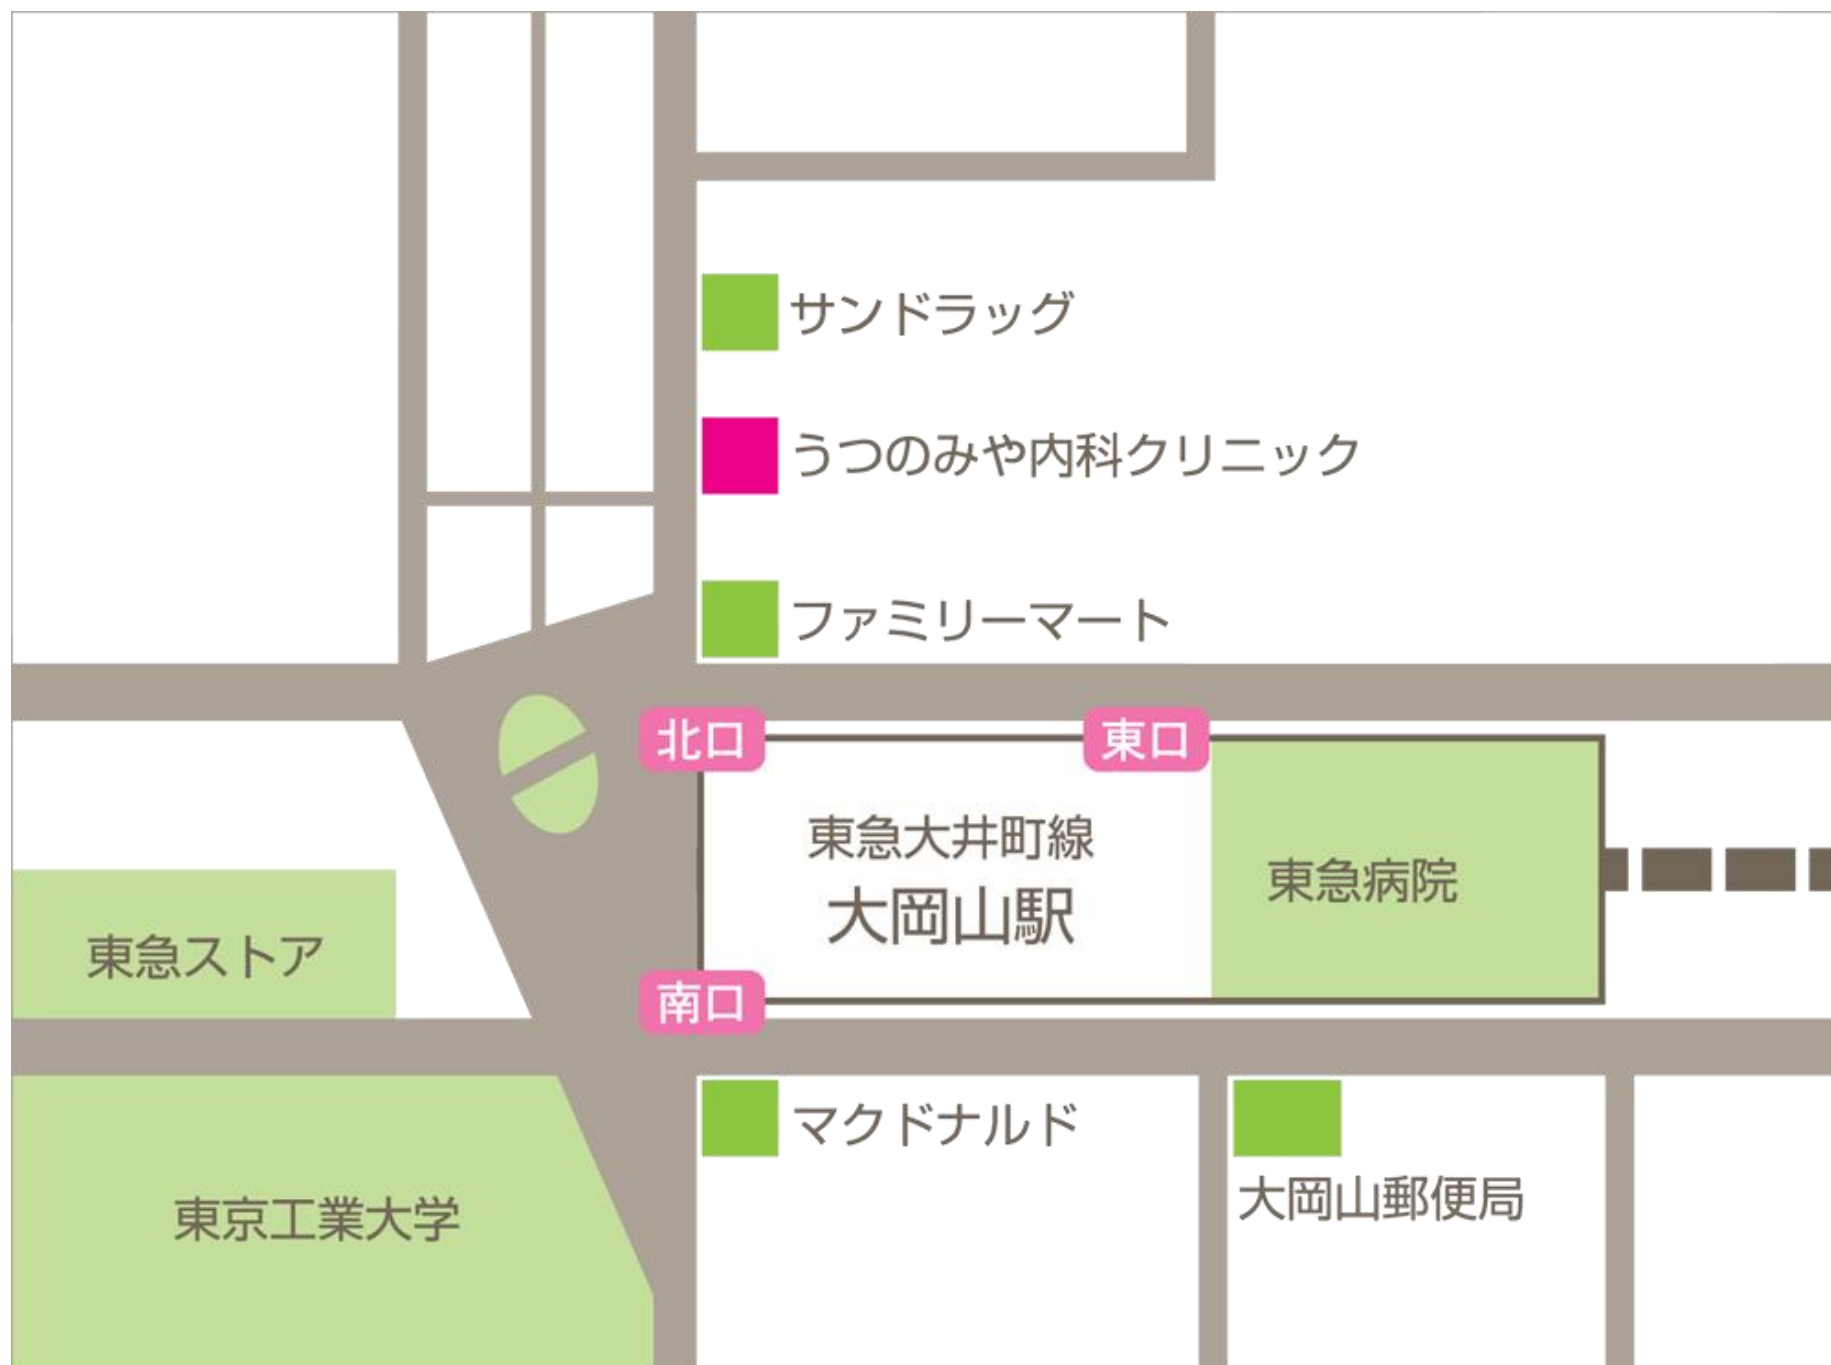 サンドラッグ
うつのみや内科クリニック
ファミリーマート
北口
東口
東急大井町線
大岡山駅
東急病院
東急ストア
南口
マクドナルド
大岡山郵便局
東京工業大学